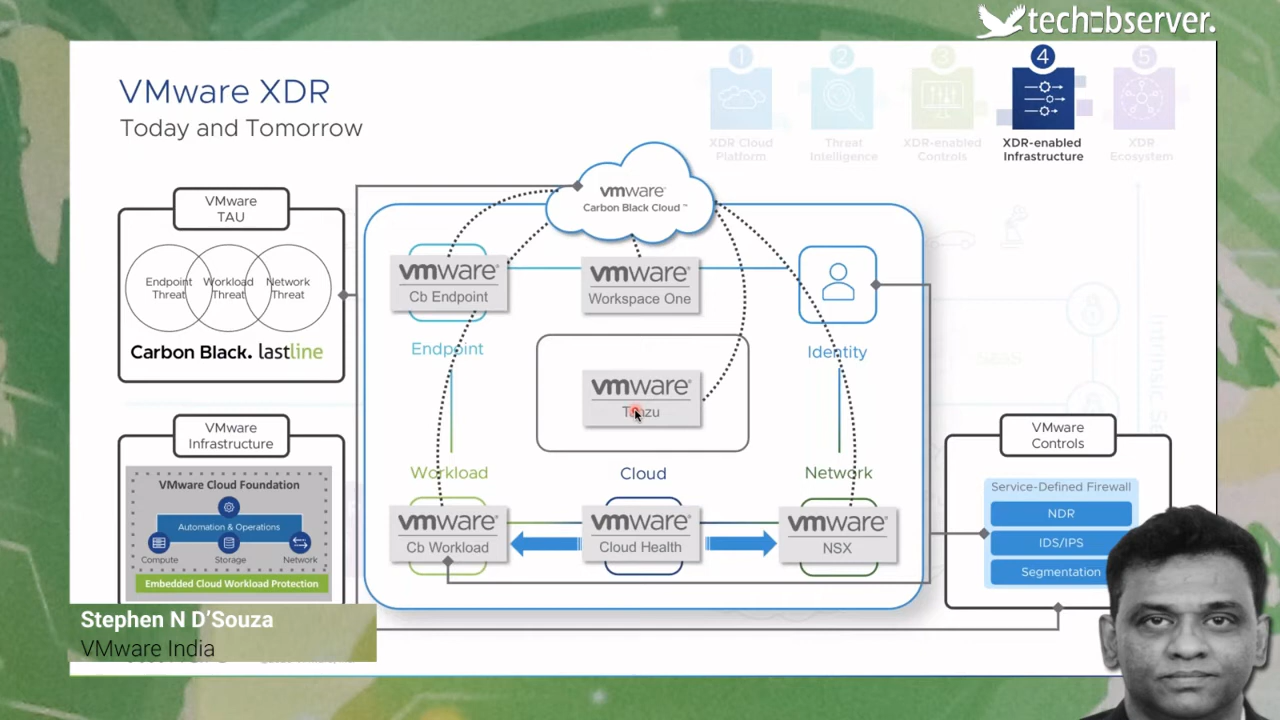 techobserver.
VMware XDR
Today and Tomorrow
1
2
3
4
5
XDR Cloud
Platform
Threat
Intelligence
XDR-enabled
Controls
XDR-enabled
Infrastructure
XDR
Ecosystem
vmware
Carbon Black Cloud™
VMware
TAU
Endpoint
Threat
Workload
Threat
Network
Threat
Carbon Black. lastline
vmware®
Cb Endpoint
vmware®
Workspace One
Endpoint
Identity
vmware®
Tanzu
Workload
Cloud
Network
vmware®
Cb Workload
vmware®
Cloud Health
vmware®
NSX
VMware
Infrastructure
VMware Cloud Foundation
Automation & Operations
Compute
Storage
Network
Embedded Cloud Workload Protection
VMware
Controls
Service-Defined Firewall
NDR
IDS/IPS
Segmentation
SaaS
Stephen N D’Souza
VMware India